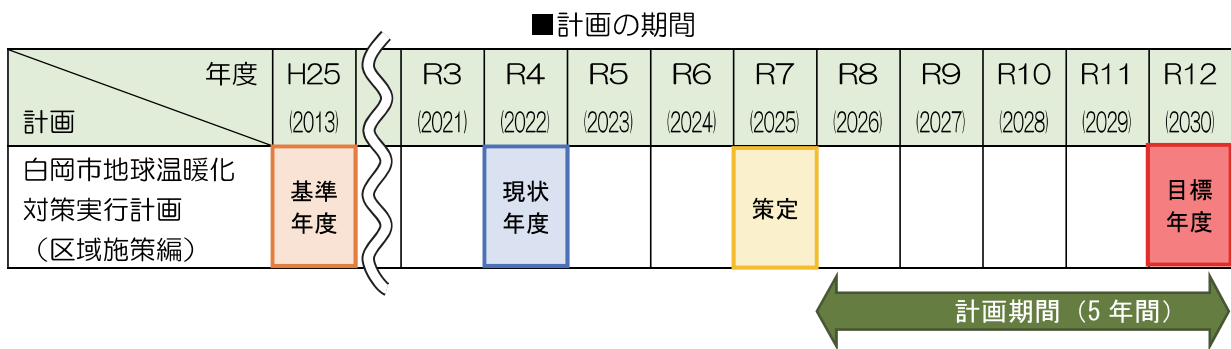 ■計画の期間
年度 H25 R3 R4 R5 R6 R7 R8 R9 R10 R11 R12
計画 (2013) (2021) (2022) (2023) (2024) (2025) (2026) (2027) (2028) (2029) (2030)
白岡市地球温暖化
対策実行計画
（区域施策編）
基準
年度
現状
年度
策定
目標
年度
計画期間（5 年間）